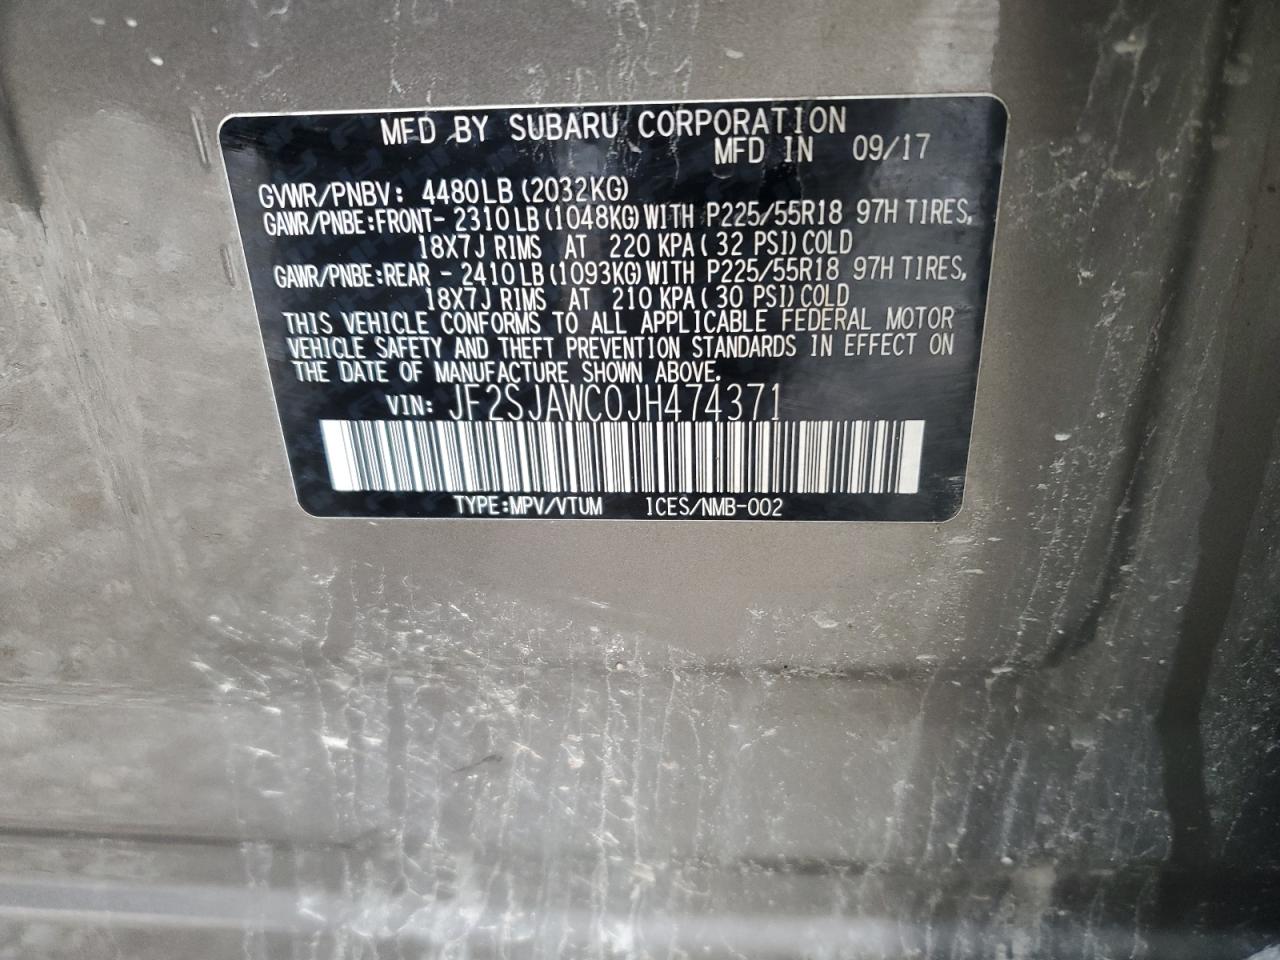 MFD BY SUBARU CORPORATION
MFD IN 09/17
GVWR/PNBV: 4480LB(2032KG)
GAWR/PNBE:FRONT- 2310LB(1048KG)WITH P225/55R18 97H TIRES,
18X7J RIMS AT 220 KPA( 32 PSI)COLD
GAWR/PNBE:REAR - 2410LB(1093KG)WITH P225/55R18 97H TIRES,
18X7J RIMS AT 210 KPA( 30 PSI)COLD
THIS VEHICLE CONFORMS TO ALL APPLICABLE FEDERAL MOTOR
VEHICLE SAFETY AND THEFT PREVENTION STANDARDS IN EFFECT ON
THE DATE OF MANUFACTURE SHOWN ABOVE.
VIN: JF2SJAWC0JH474371
TYPE:MPV/VTUM ICES/NMB-002